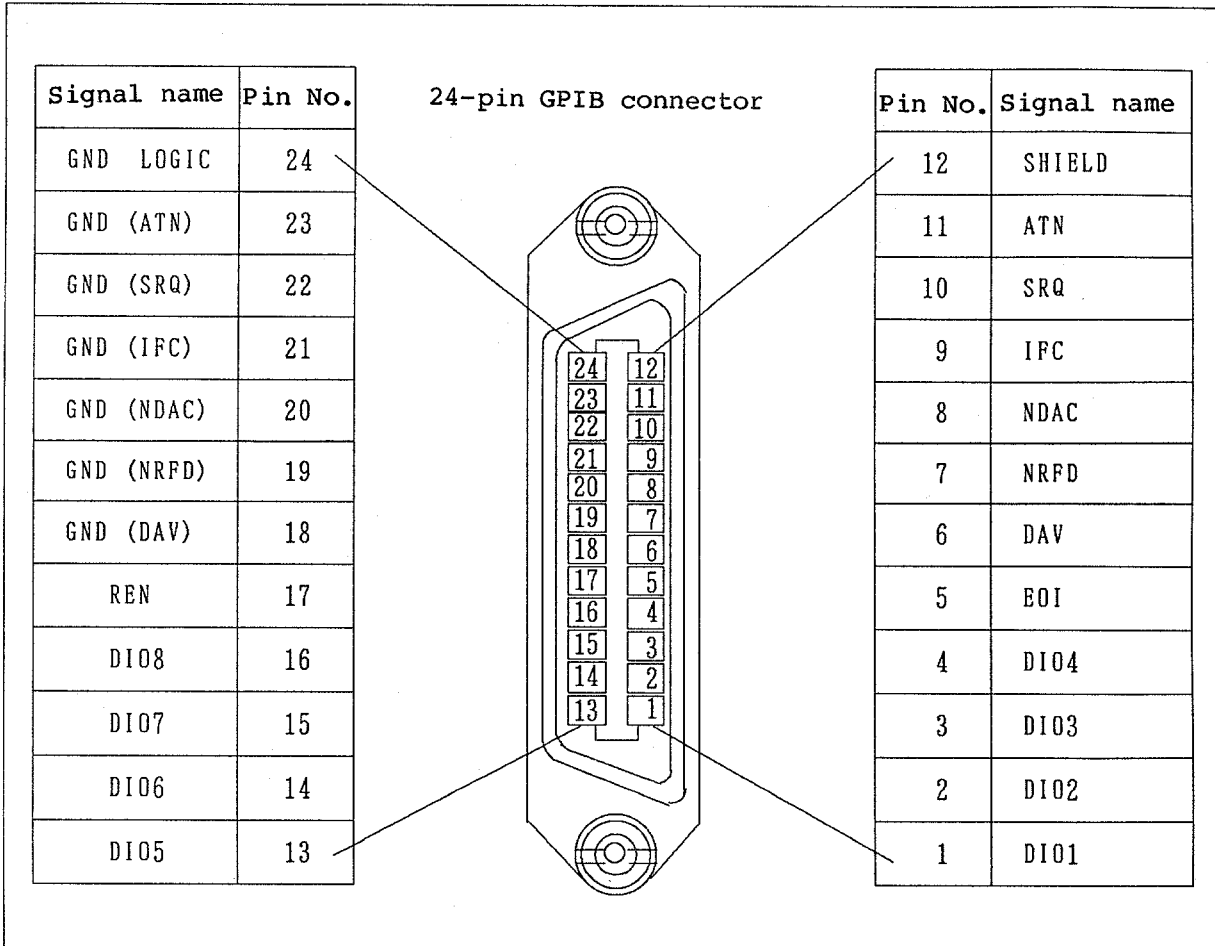 24-pin GPIB connector
Signal name Pin No.
GND LOGIC 24
GND (ATN) 23
GND (SRQ) 22
GND (IFC) 21
GND (NDAC) 20
GND (NRFD) 19
GND (DAV) 18
REN 17
DIO8 16
DIO7 15
DIO6 14
DIO5 13
24 12
23 11
22 10
21 9
20 8
19 7
18 6
17 5
16 4
15 3
14 2
13 1
Pin No. Signal name
12 SHIELD
11 ATN
10 SRQ
9 IFC
8 NDAC
7 NRFD
6 DAV
5 EOI
4 DIO4
3 DIO3
2 DIO2
1 DIO1